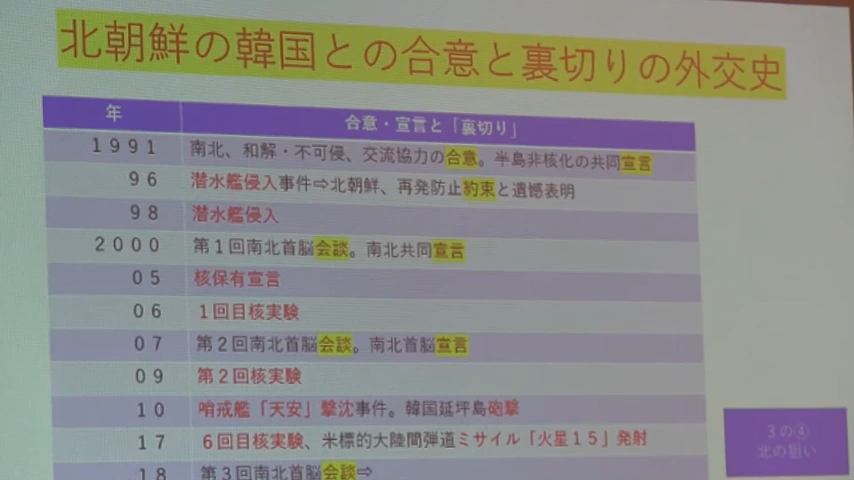 北朝鮮の韓国との合意と裏切りの外交史
年 合意・宣言と「裏切り」
1991 南北、和解・不可侵、交流協力の合意。半島非核化の共同宣言
96 潜水艦侵入事件⇨北朝鮮、再発防止約束と遺憾表明
98 潜水艦侵入
2000 第1回南北首脳会談。南北共同宣言
05 核保有宣言
06 1回目核実験
07 第2回南北首脳会談。南北首脳宣言
09 第2回核実験
10 哨戒艦「天安」撃沈事件。韓国延坪島砲撃
17 6回目核実験、米標的大陸間弾道ミサイル「火星15」発射
18 第3回南北首脳会談⇨
3の④
北の狙い